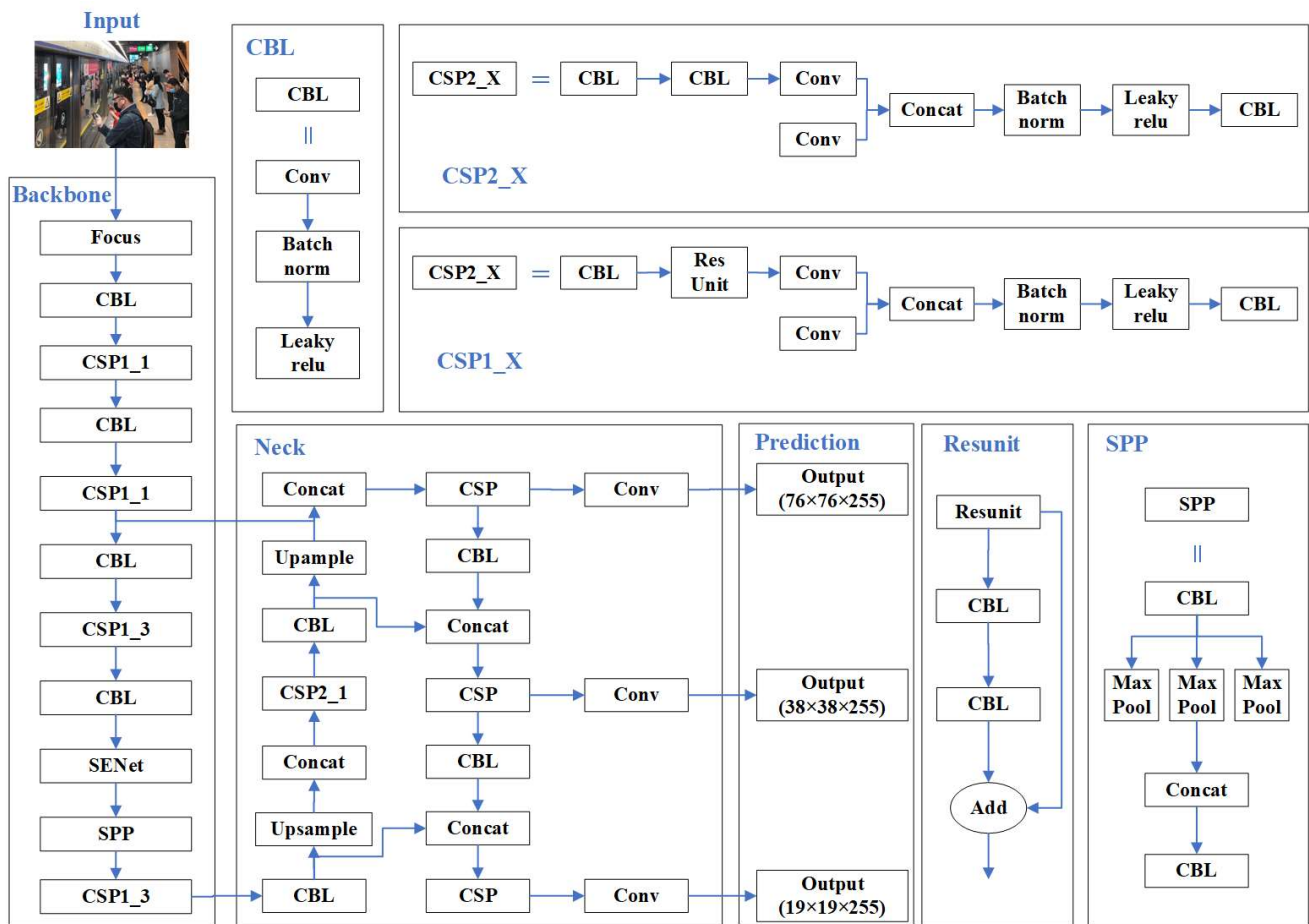 Input
Backbone
Focus
CBL
CSP1_1
CBL
CSP1_1
CBL
CSP1_3
CBL
SENet
SPP
CSP1_3
CBL
CBL
=
Conv
Batch
norm
Leaky
relu
CSP2_X = CBL CBL Conv
Conv
Concat Batch norm Leaky relu CBL
CSP2_X
CSP2_X = CBL Res Unit Conv
Conv
Concat Batch norm Leaky relu CBL
CSP1_X
Neck
Concat CSP Conv
Upample CBL
CBL Concat
CSP2_1 CSP Conv
Concat CBL
Upsample Concat
CBL CSP Conv
Prediction
Output
(76×76×255)
Output
(38×38×255)
Output
(19×19×255)
Resunit
Resunit
CBL
CBL
Add
SPP
SPP
=
CBL
Max Pool Max Pool Max Pool
Concat
CBL